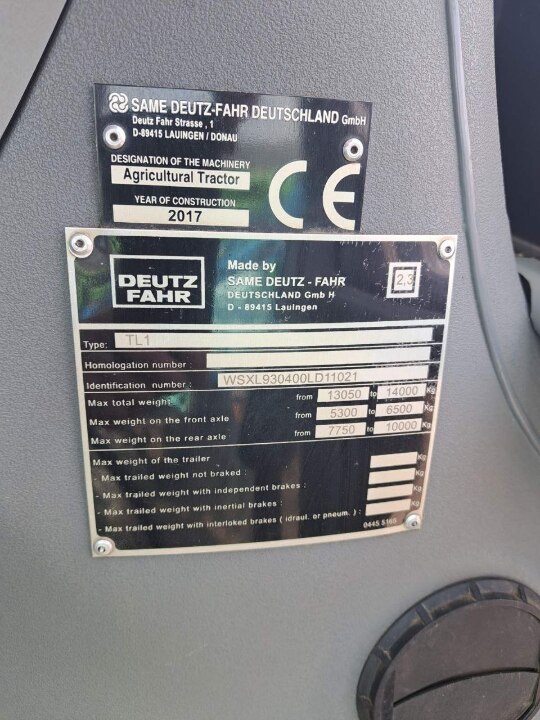 SAME DEUTZ-FAHR DEUTSCHLAND GmbH
Deutz Fahr Strasse , 1
D-89415 LAUINGEN / DONAU
DESIGNATION OF THE MACHINERY
Agricultural Tractor
YEAR OF CONSTRUCTION
2017
CE
DEUTZ
FAHR
Made by
SAME DEUTZ - FAHR
DEUTSCHLAND Gmb H
D - 89415 Lauingen
2,3
Type: TL1
Homologation number :
Identification number : WSXL930400LD11021
Max total weight: from 13050 to 14000 Kg
Max weight on the front axle from 5300 to 6500 Kg
Max weight on the rear axle from 7750 to 10000 Kg
Max weight of the trailer
- Max trailed weight not braked : Kg
- Max trailed weight with independent brakes : Kg
- Max trailed weight with inertial brakes : Kg
- Max trailed weight with interloked brakes ( idraul. or pneum. ) : Kg
0445 5165